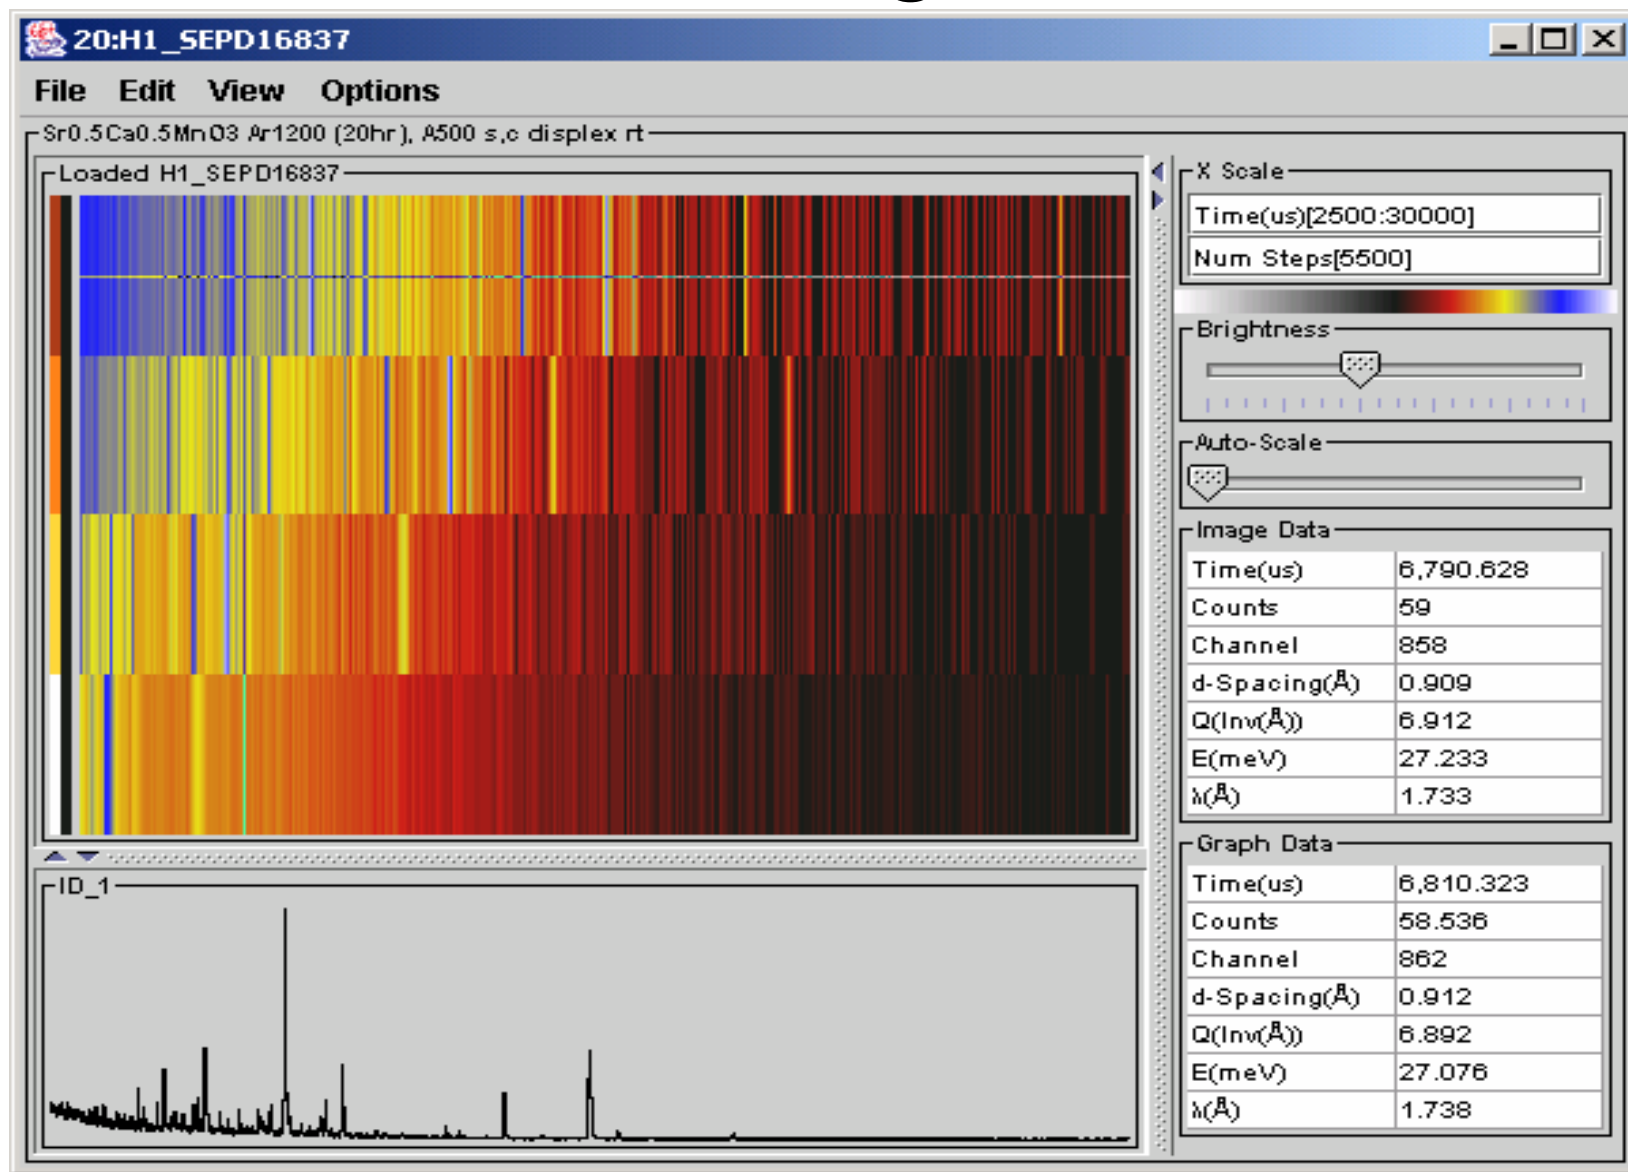 20:H1_SEPD16837
File Edit View Options
Sr0.5Ca0.5MnO3 Ar1200 (20hr), A500 s,c displex rt
Loaded H1_SEPD16837
X Scale
Time(us)[2500:30000]
Num Steps[5500]
Brightness
Auto-Scale
Image Data
Time(us) 6,790.628
Counts 59
Channel 858
d-Spacing(Å) 0.909
Q(Inv(Å)) 6.912
E(meV) 27.233
λ(Å) 1.733
ID_1
Graph Data
Time(us) 6,810.323
Counts 58.536
Channel 862
d-Spacing(Å) 0.912
Q(Inv(Å)) 6.892
E(meV) 27.076
λ(Å) 1.738